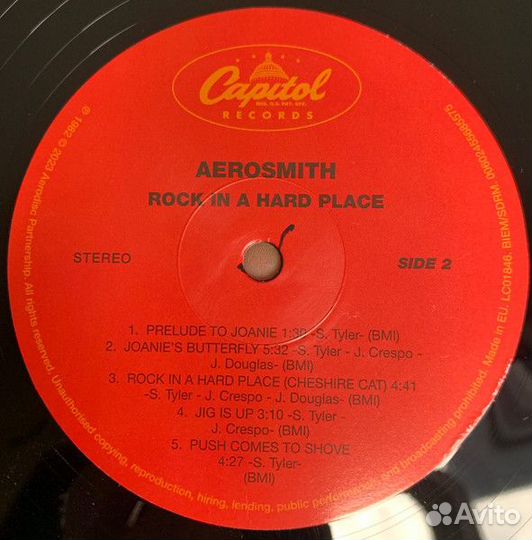 Capitol
REG. U.S. PAT. OFF.
RECORDS
AEROSMITH
ROCK IN A HARD PLACE
STEREO
SIDE 2
1. PRELUDE TO JOANIE 1:30 -S. Tyler- (BMI)
2. JOANIE'S BUTTERFLY 5:32 -S. Tyler - J. Crespo -
J. Douglas- (BMI)
3. ROCK IN A HARD PLACE (CHESHIRE CAT) 4:41
-S. Tyler - J. Crespo - J. Douglas- (BMI)
4. JIG IS UP 3:10 -S. Tyler -
J. Crespo- (BMI)
5. PUSH COMES TO SHOVE
4:27 -S. Tyler-
(BMI)
℗ 1982 © 2023 Aerodisc Partnership. All rights reserved. Unauthorised copying, reproduction, hiring, lending, public performance and broadcasting prohibited. Made in EU. LC01846. BIEM/SDRM 00602455685575
Avito